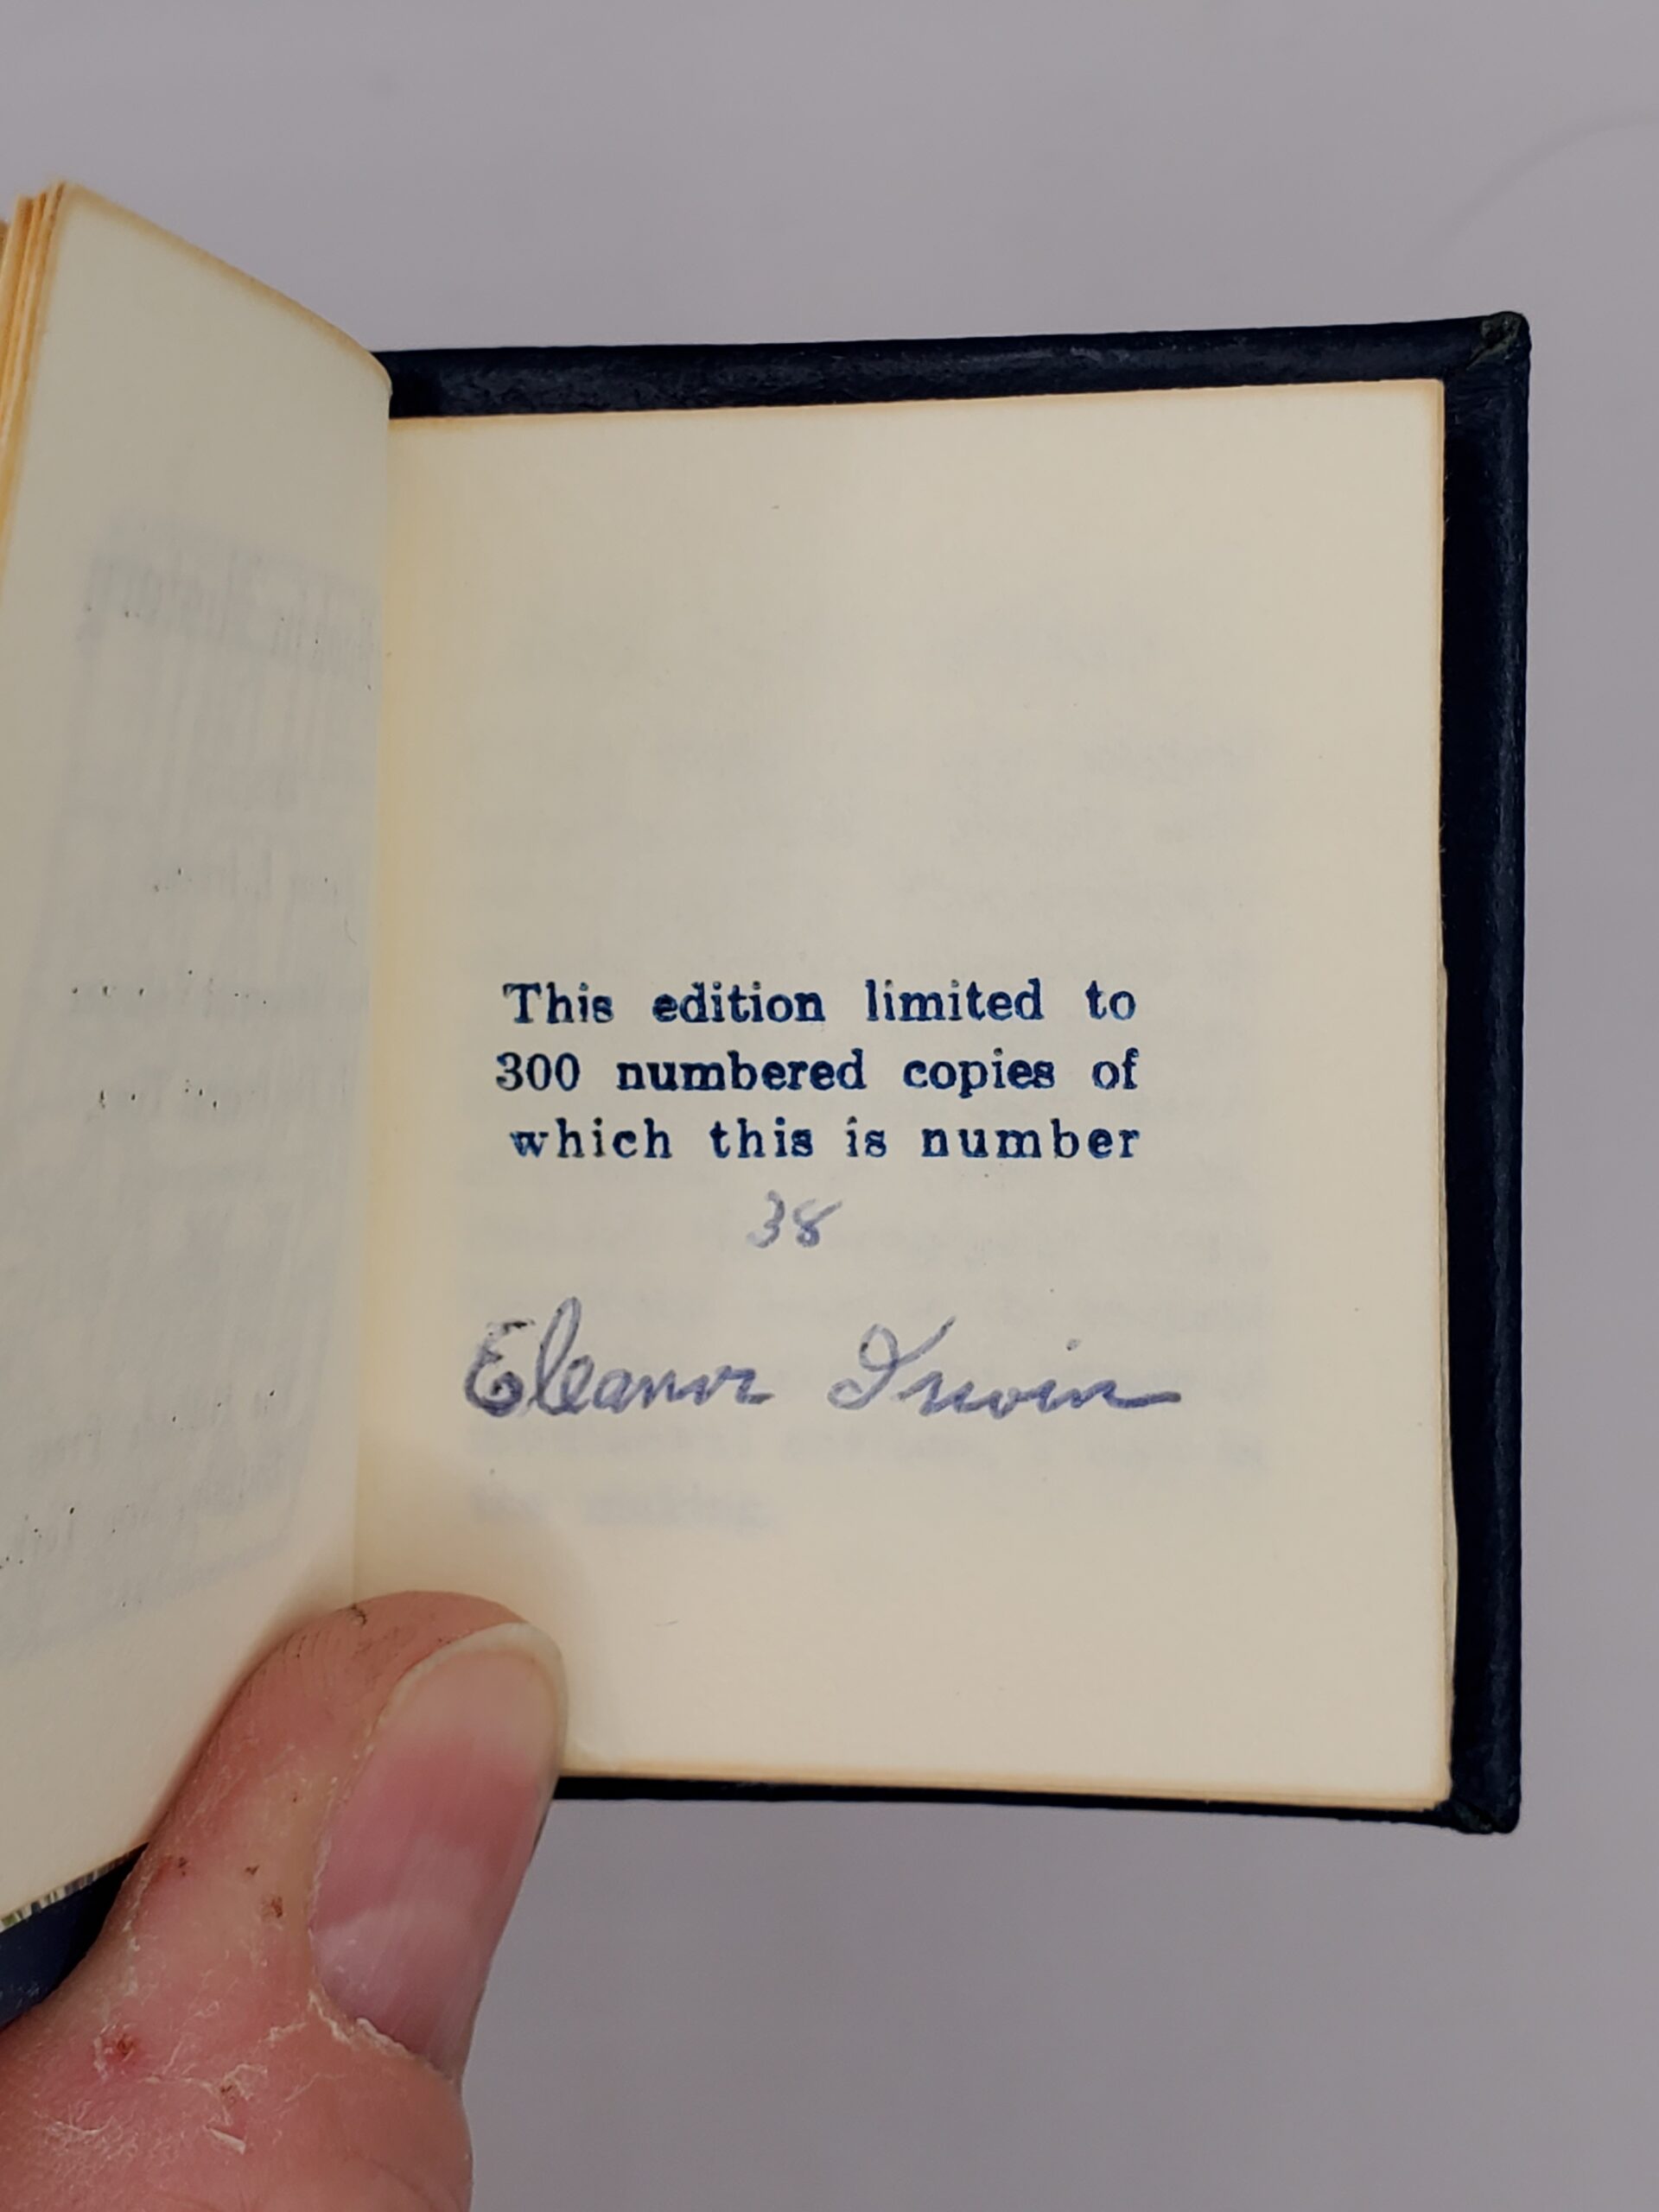 This edition limited to
300 numbered copies of
which this is number
38
Eleanor Irwin